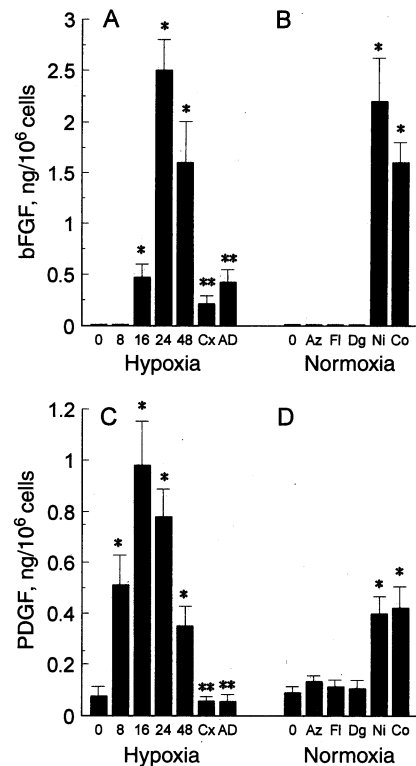 A B
3
2.5
2
1.5
1
0.5
0
bFGF, ng/10⁶ cells
* * * ** ** * *
0 8 16 24 48 Cx AD 0 Az Fl Dg Ni Co
Hypoxia Normoxia
C D
1.2
1
0.8
0.6
0.4
0.2
0
PDGF, ng/10⁶ cells
* * * * ** ** * *
0 8 16 24 48 Cx AD 0 Az Fl Dg Ni Co
Hypoxia Normoxia